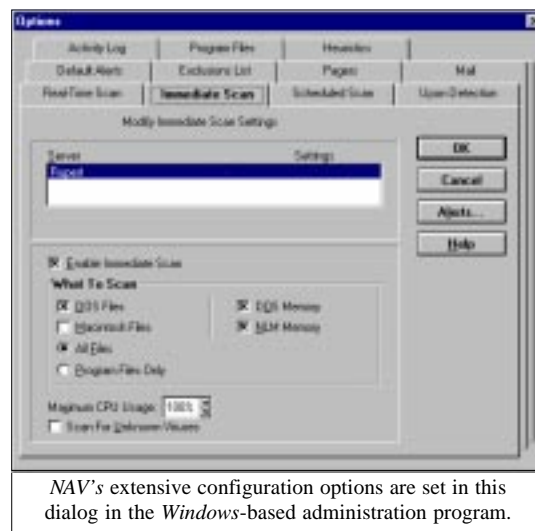 Options
Activity Log Program Files Heuristics
Default Alerts Exclusions List Pagers Mail
Real-Time Scan Immediate Scan Scheduled Scan Upon Detection
Modify Immediate Scan Settings
Server Settings
OK
Cancel
Alerts...
Help
Enable Immediate Scan
What To Scan
DOS Files DOS Memory
Macintosh Files NLM Memory
All Files
Program Files Only
Maximum CPU Usage: 100%
Scan For Unknown Viruses
NAV's extensive configuration options are set in this
dialog in the Windows-based administration program.